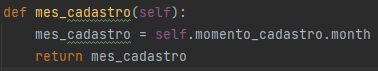 def mes_cadastro(self):
    mes_cadastro = self.momento_cadastro.month
    return mes_cadastro